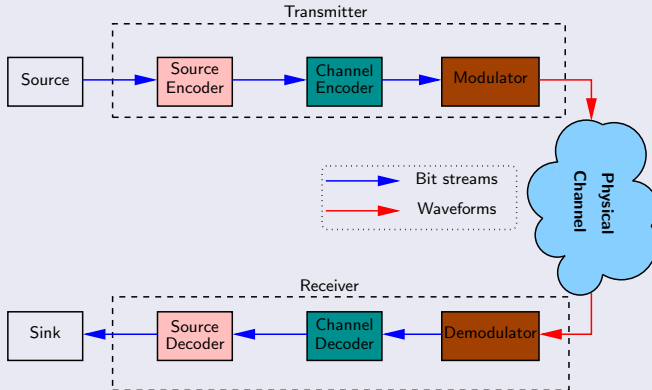 Transmitter
Source
Source
Encoder
Channel
Encoder
Modulator
Physical
Channel
Bit streams
Waveforms
Receiver
Sink
Source
Decoder
Channel
Decoder
Demodulator